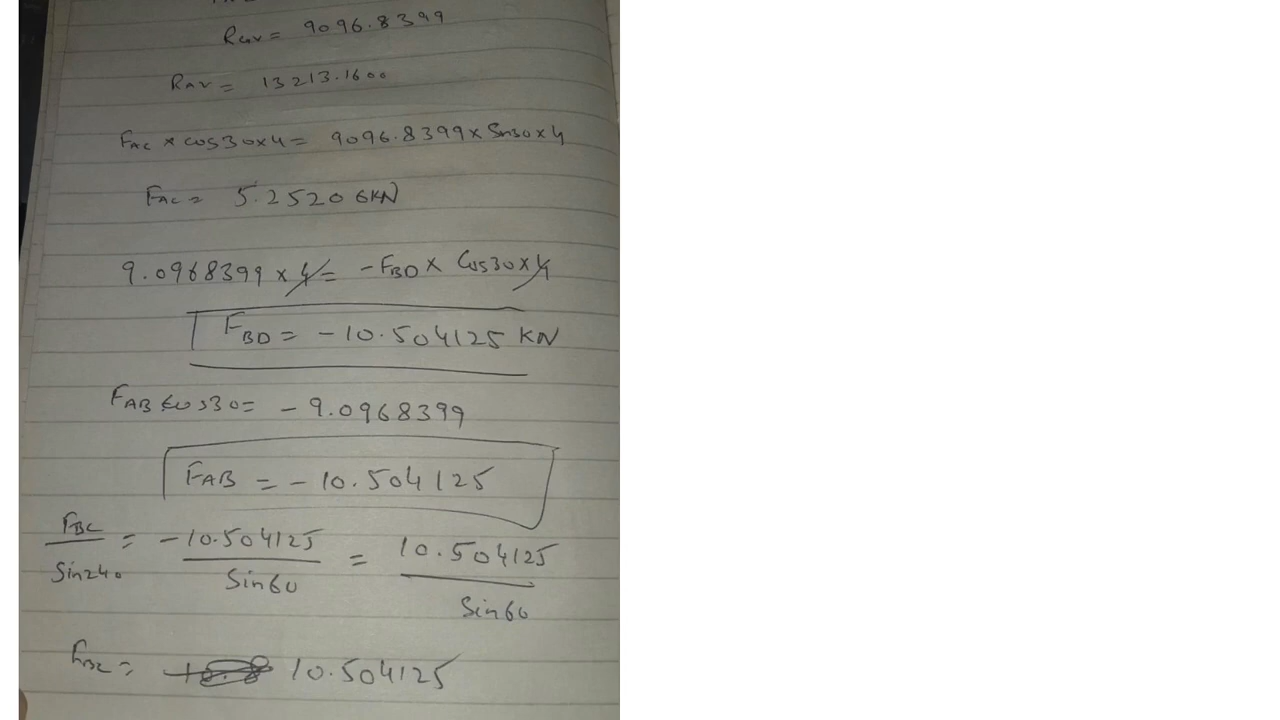 RGV = 9096.8399
RAV = 13213.1600
FAC × cos30×4 = 9096.8399 × Sin30×4
FAC = 5.25206KN
9.0968399 × 4 = -FBD × Cos30×4
FBD = -10.504125 KN
FAB cos30 = -9.0968399
FAB = -10.504125
FBC / Sin240 = -10.504125 / Sin60 = 10.504125 / Sin60
FBC = 10.504125